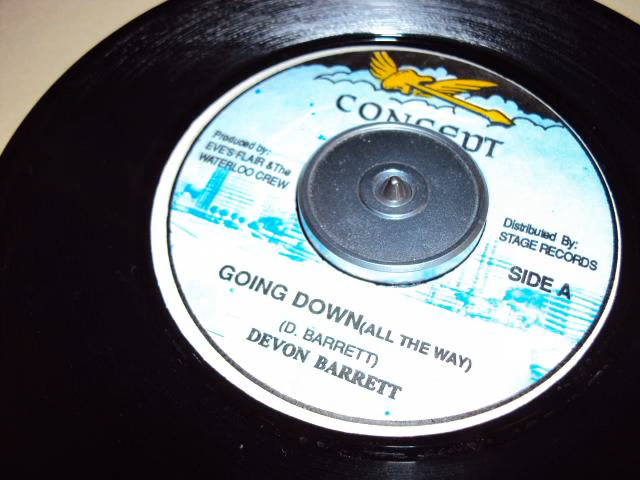 CONCEPT
Produced by:
EVE'S FLAIR & The
WATERLOO CREW
Distributed By:
STAGE RECORDS
SIDE A
GOING DOWN (ALL THE WAY)
(D. BARRETT)
DEVON BARRETT